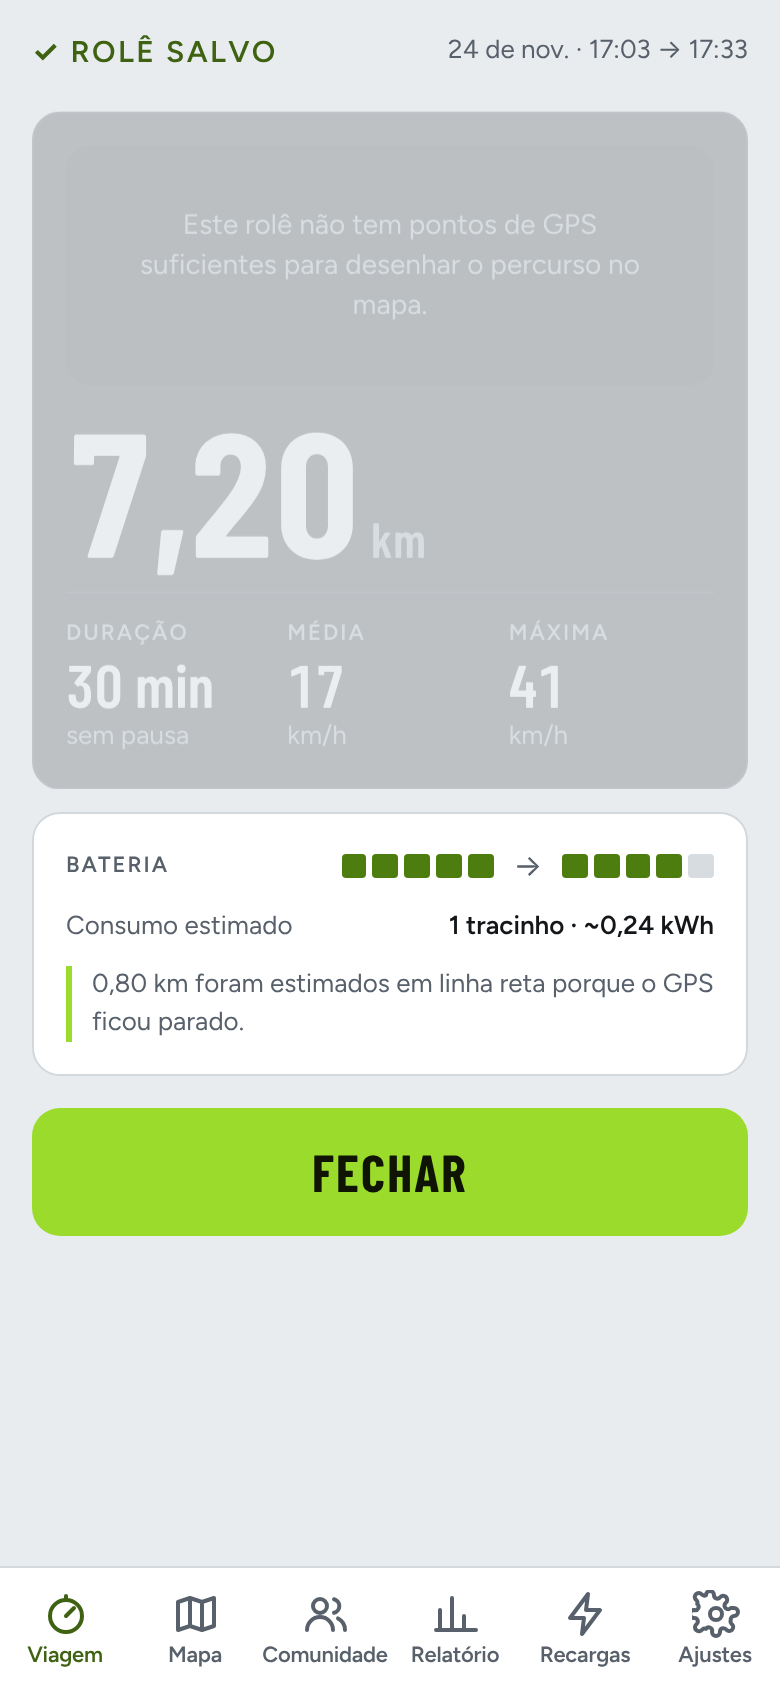 ROLÊ SALVO
24 de nov. · 17:03 → 17:33
Este rolê não tem pontos de GPS
suficientes para desenhar o percurso no
mapa.
7,20 km
DURAÇÃO
MÉDIA
MÁXIMA
30 min
17
41
sem pausa
km/h
km/h
BATERIA
→
Consumo estimado
1 tracinho · ~0,24 kWh
0,80 km foram estimados em linha reta porque o GPS
ficou parado.
FECHAR
Viagem
Mapa
Comunidade
Relatório
Recargas
Ajustes